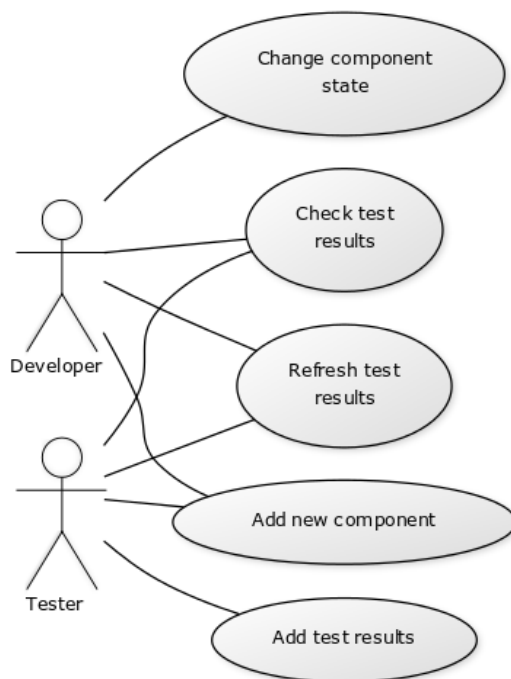 Change component
state
Check test
results
Developer
Refresh test
results
Add new component
Tester
Add test results